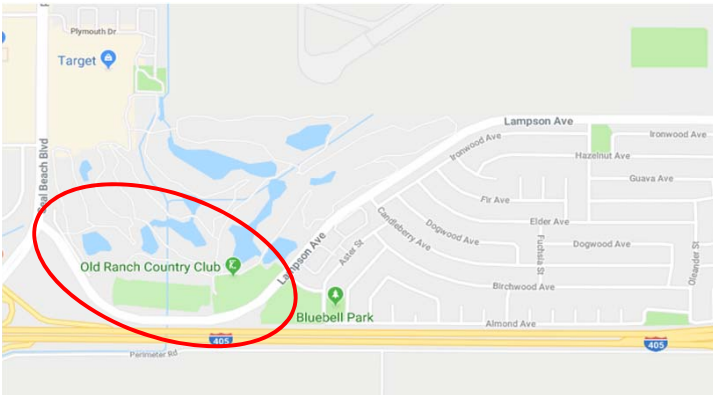 Plymouth Dr
Target
Seal Beach Blvd
Lampson Ave
Ironwood Ave
Ironwood Ave
Hazelnut Ave
Guava Ave
Fir Ave
Elder Ave
Candleberry Ave
Dogwood Ave
Dogwood Ave
Fuchsia St
Oleander St
Aster St
Lampson Ave
Old Ranch Country Club
Birchwood Ave
Bluebell Park
Almond Ave
405
405
Perimeter Rd